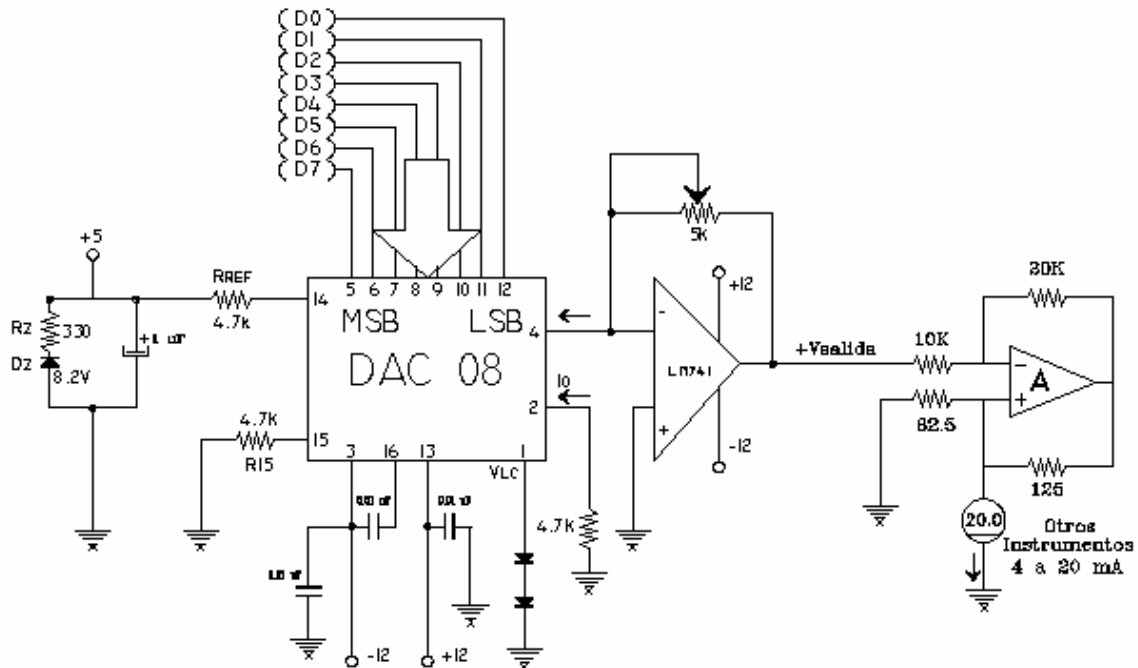 (D0)
(D1)
(D2)
(D3)
(D4)
(D5)
(D6)
(D7)
+5
RREF
4.7k
Rz
330
Dz
8.2V
14
5 6 7 8 9 10 11 12
MSB LSB
DAC 08
4
2
Io
15
4.7K
R15
3 16 13 1
VLC
4.7K
-12 +12
5k
+12
-
LM741
+
-12
+Vsalida
10K
20K
-
A
+
82.5
125
20.0
Otros
Instrumentos
4 a 20 mA